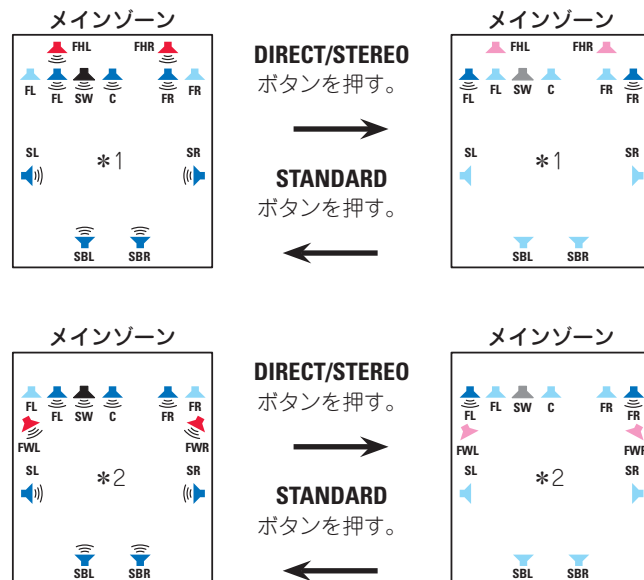 メインゾーン
FHL FHR
FL FL SW C FR FR
SL SR
*1
SBL SBR
DIRECT/STEREO
ボタンを押す。
STANDARD
ボタンを押す。
メインゾーン
FHL FHR
FL FL SW C FR FR
SL SR
*1
SBL SBR
メインゾーン
FL FL SW C FR FR
FWL FWR
SL SR
*2
SBL SBR
DIRECT/STEREO
ボタンを押す。
STANDARD
ボタンを押す。
メインゾーン
FL FL SW C FR FR
FWL FWR
SL SR
*2
SBL SBR